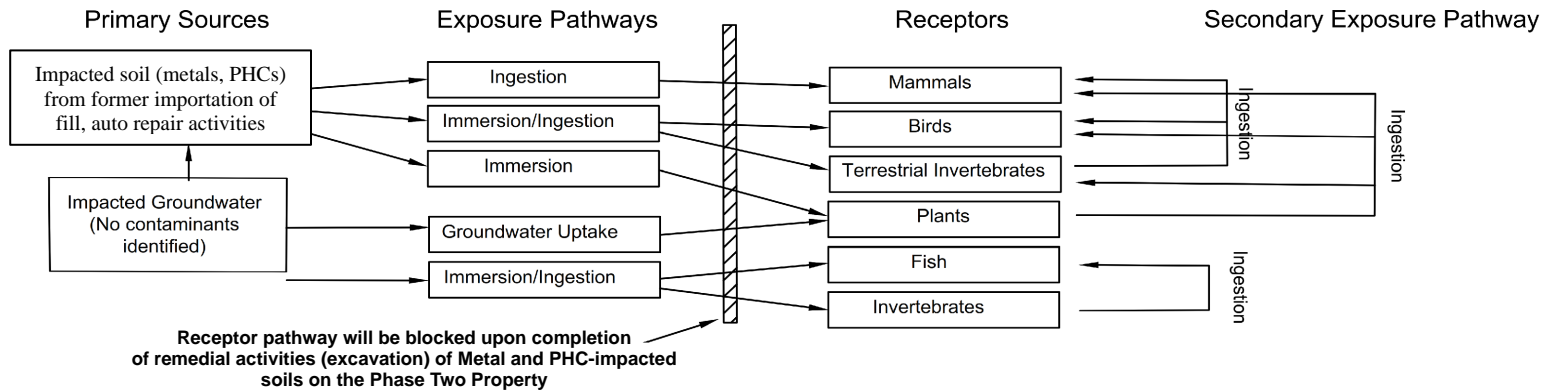 Primary Sources
Exposure Pathways
Receptors
Secondary Exposure Pathway
Impacted soil (metals, PHCs)
from former importation of
fill, auto repair activities
Impacted Groundwater
(No contaminants
identified)
Ingestion
Immersion/Ingestion
Immersion
Groundwater Uptake
Immersion/Ingestion
Receptor pathway will be blocked upon completion
of remedial activities (excavation) of Metal and PHC-impacted
soils on the Phase Two Property
Mammals
Birds
Terrestrial Invertebrates
Plants
Fish
Invertebrates
Ingestion
Ingestion
Ingestion